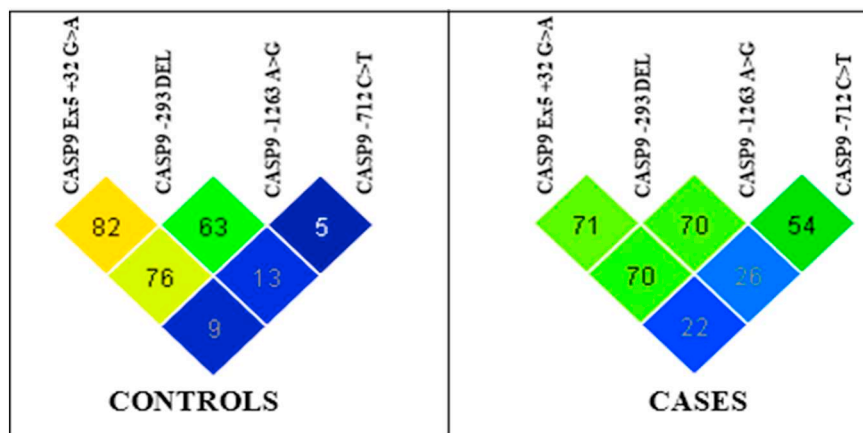 CASP9 Ex5 +32 G>A
CASP9 -293 DEL
CASP9 -1263 A>G
CASP9 -712 C>T
82
63
5
76
13
9
CONTROLS
CASP9 Ex5 +32 G>A
CASP9 -293 DEL
CASP9 -1263 A>G
CASP9 -712 C>T
71
70
54
70
26
22
CASES